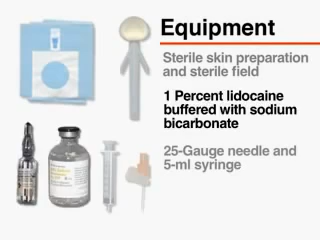 Equipment
Sterile skin preparation
and sterile field
1 Percent lidocaine
buffered with sodium
bicarbonate
25-Gauge needle and
5-ml syringe